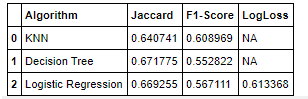 Algorithm Jaccard F1-Score LogLoss
0 KNN 0.640741 0.608969 NA
1 Decision Tree 0.671775 0.552822 NA
2 Logistic Regression 0.669255 0.567111 0.613368